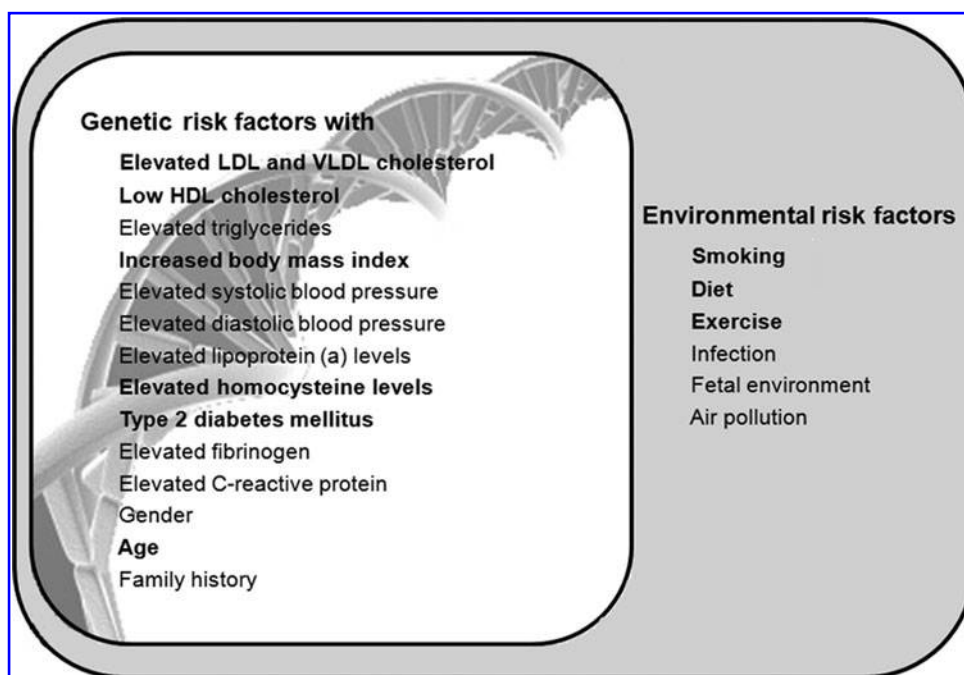 Genetic risk factors with
Elevated LDL and VLDL cholesterol
Low HDL cholesterol
Elevated triglycerides
Increased body mass index
Elevated systolic blood pressure
Elevated diastolic blood pressure
Elevated lipoprotein (a) levels
Elevated homocysteine levels
Type 2 diabetes mellitus
Elevated fibrinogen
Elevated C-reactive protein
Gender
Age
Family history
Environmental risk factors
Smoking
Diet
Exercise
Infection
Fetal environment
Air pollution